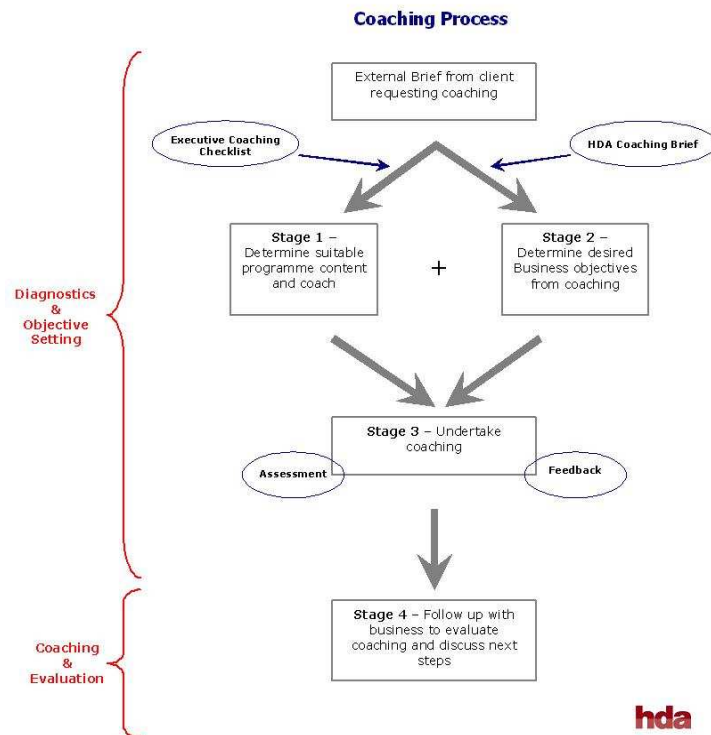 Coaching Process
External Brief from client
requesting coaching
Executive Coaching
Checklist
HDA Coaching Brief
Stage 1 –
Determine suitable
programme content
and coach
+
Stage 2 –
Determine desired
Business objectives
from coaching
Diagnostics
&
Objective
Setting
Stage 3 – Undertake
coaching
Assessment
Feedback
Stage 4 – Follow up with
business to evaluate
coaching and discuss next
steps
Coaching
&
Evaluation
hda